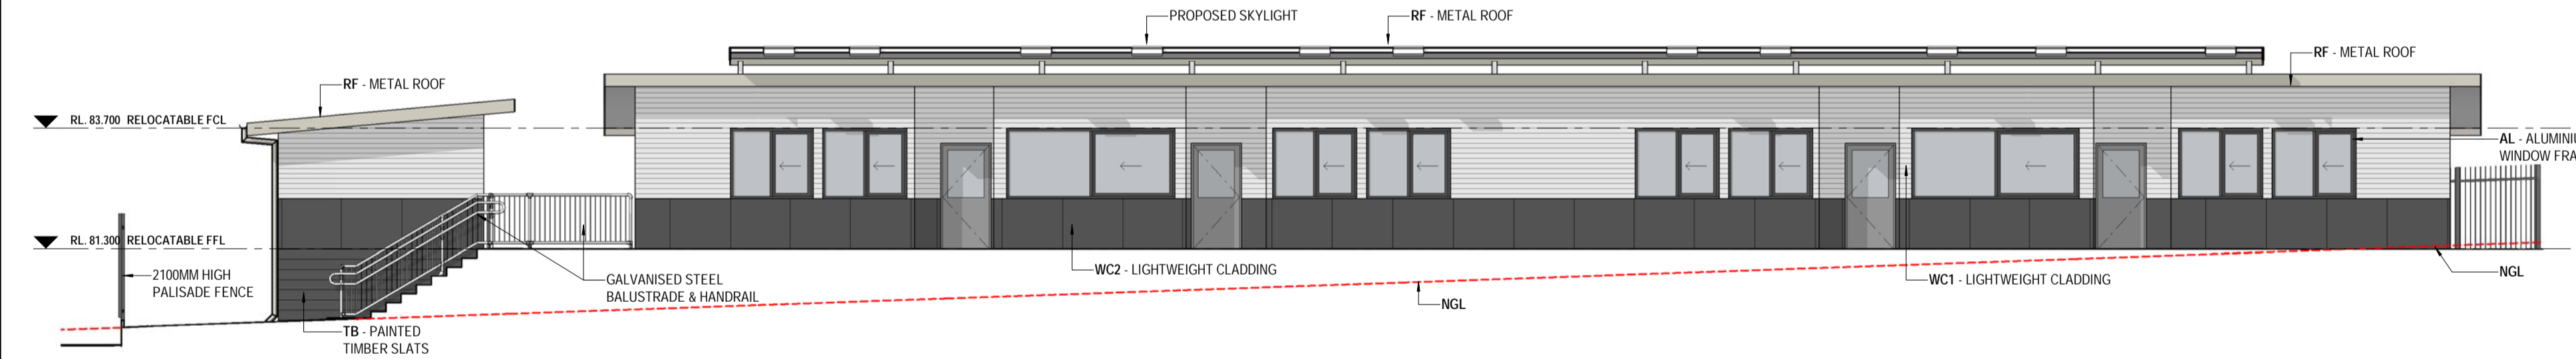 PROPOSED SKYLIGHT
RF - METAL ROOF
RF - METAL ROOF
RF - METAL ROOF
RL. 83.700 RELOCATABLE FCL
AL - ALUMINIU
WINDOW FRA
RL. 81.300 RELOCATABLE FFL
2100MM HIGH
PALISADE FENCE
GALVANISED STEEL
BALUSTRADE & HANDRAIL
WC2 - LIGHTWEIGHT CLADDING
WC1 - LIGHTWEIGHT CLADDING
NGL
NGL
TB - PAINTED
TIMBER SLATS